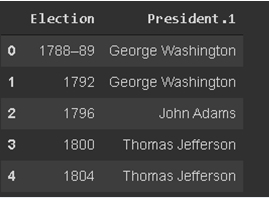 Election President.1
0 1788–89 George Washington
1 1792 George Washington
2 1796 John Adams
3 1800 Thomas Jefferson
4 1804 Thomas Jefferson